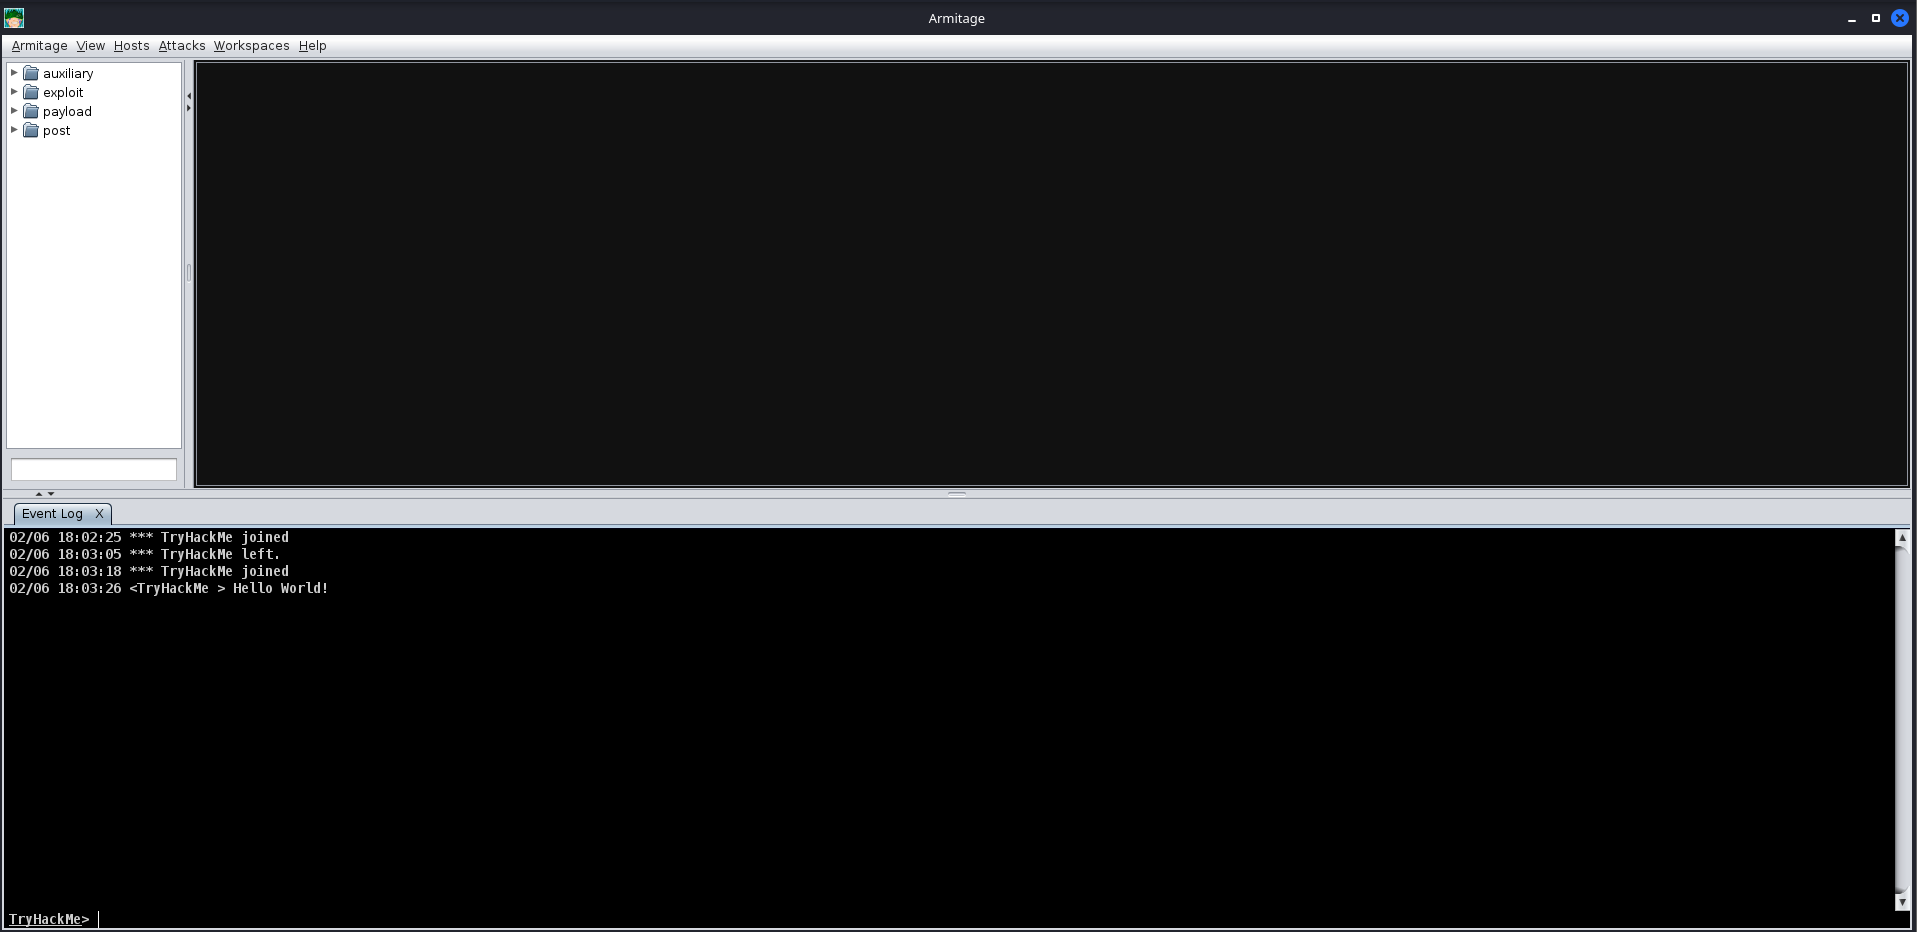 Armitage
Armitage View Hosts Attacks Workspaces Help
auxiliary
exploit
payload
post
Event Log X
02/06 18:02:25 *** TryHackMe joined
02/06 18:03:05 *** TryHackMe left.
02/06 18:03:18 *** TryHackMe joined
02/06 18:03:26 <TryHackMe > Hello World!
TryHackMe>